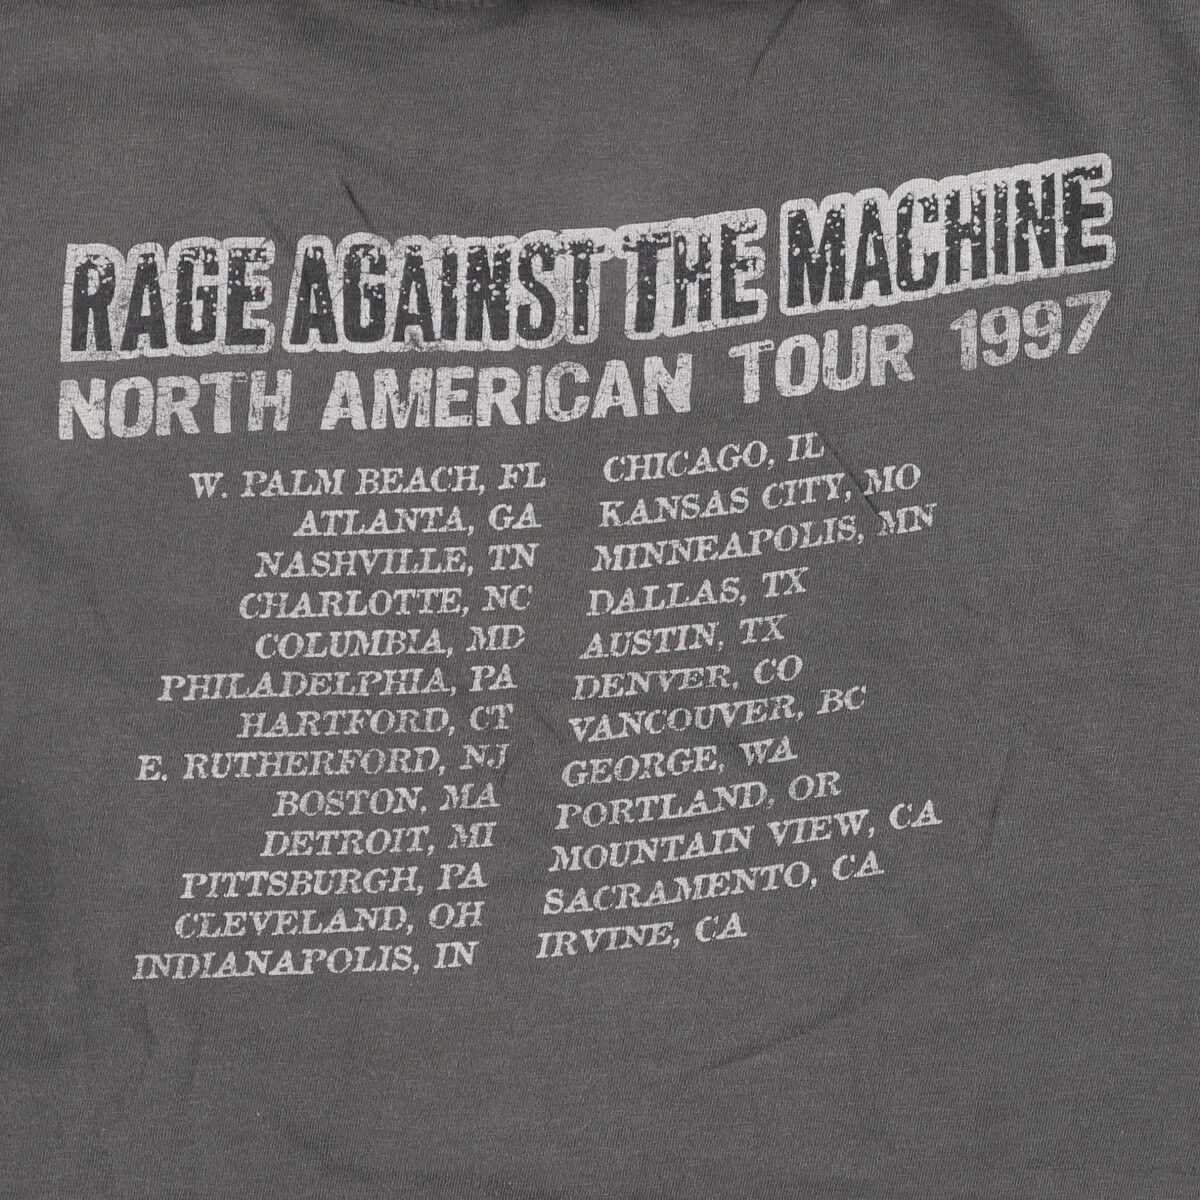 RAGE AGAINST THE MACHINE
NORTH AMERICAN TOUR 1997
W. PALM BEACH, FL
ATLANTA, GA
NASHVILLE, TN
CHARLOTTE, NC
COLUMBIA, MD
PHILADELPHIA, PA
HARTFORD, CT
E. RUTHERFORD, NJ
BOSTON, MA
DETROIT, MI
PITTSBURGH, PA
CLEVELAND, OH
INDIANAPOLIS, IN
CHICAGO, IL
KANSAS CITY, MO
MINNEAPOLIS, MN
DALLAS, TX
AUSTIN, TX
DENVER, CO
VANCOUVER, BC
GEORGE, WA
PORTLAND, OR
MOUNTAIN VIEW, CA
SACRAMENTO, CA
IRVINE, CA